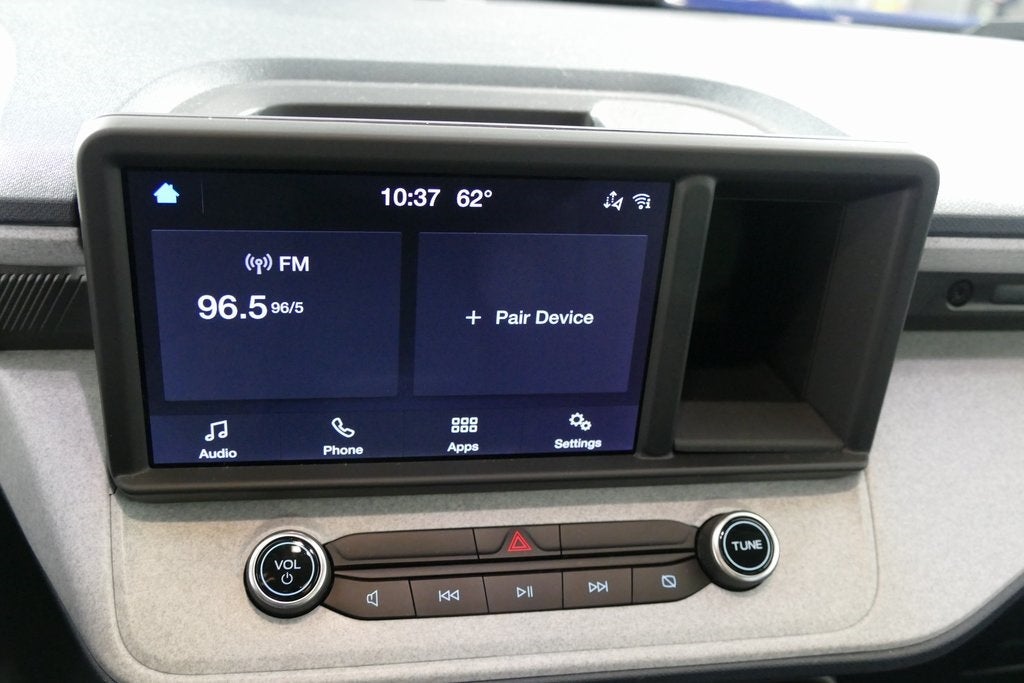 10:37 62°
FM
96.5 96/5
+ Pair Device
Audio
Phone
Apps
Settings
VOL
TUNE